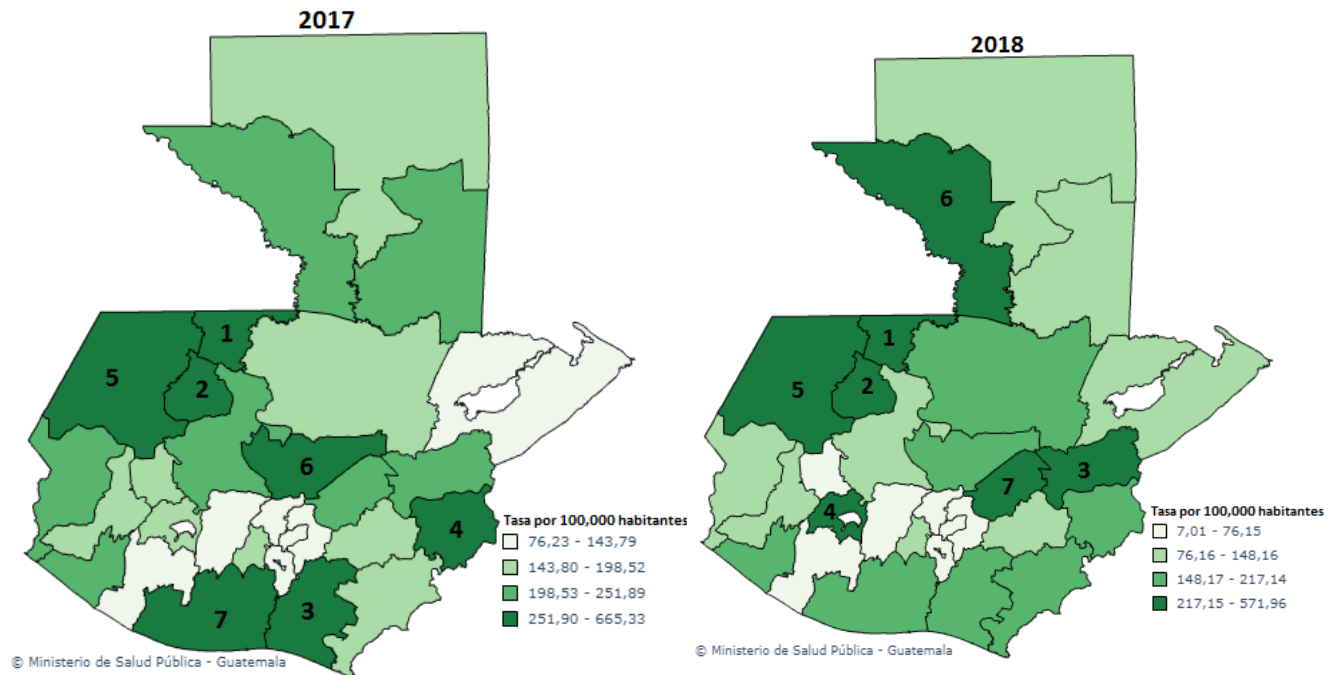 2017
1
2
5
6
4
7
3
Tasa por 100,000 habitantes
76,23 - 143,79
143,80 - 198,52
198,53 - 251,89
251,90 - 665,33
© Ministerio de Salud Pública - Guatemala
2018
6
1
2
5
3
7
4
Tasa por 100,000 habitantes
7,01 - 76,15
76,16 - 148,16
148,17 - 217,14
217,15 - 571,96
© Ministerio de Salud Pública - Guatemala